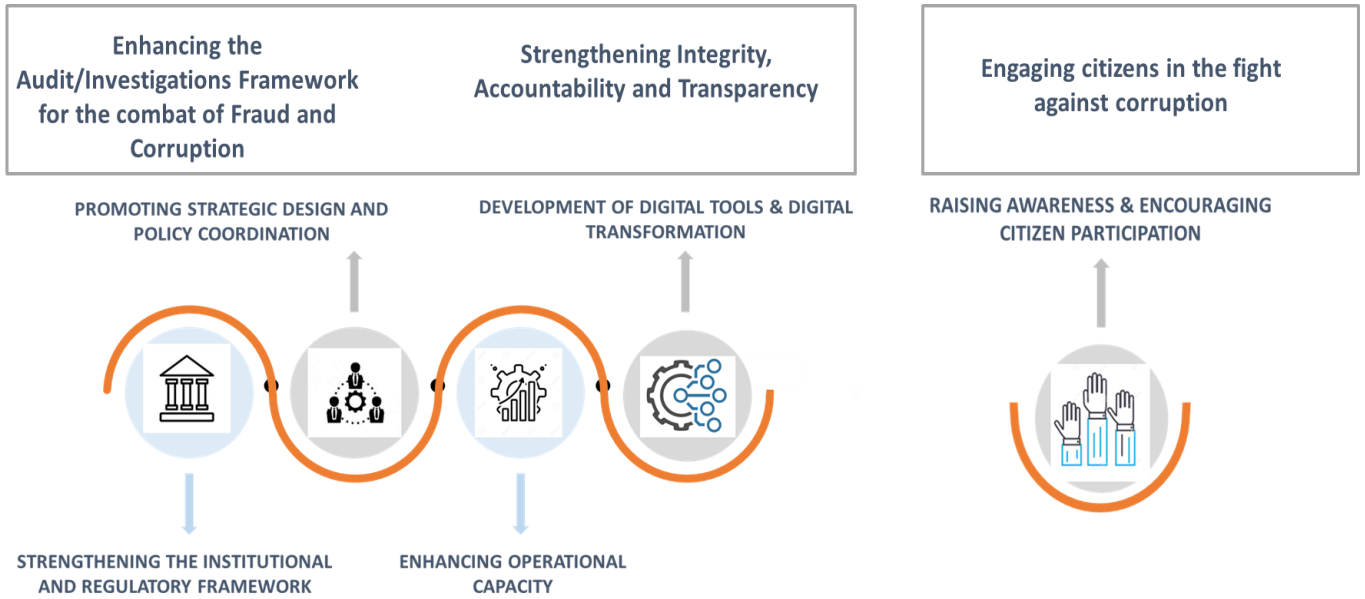 Enhancing the
Audit/Investigations Framework
for the combat of Fraud and
Corruption
Strengthening Integrity,
Accountability and Transparency
Engaging citizens in the fight
against corruption
PROMOTING STRATEGIC DESIGN AND
POLICY COORDINATION
DEVELOPMENT OF DIGITAL TOOLS & DIGITAL
TRANSFORMATION
RAISING AWARENESS & ENCOURAGING
CITIZEN PARTICIPATION
STRENGTHENING THE INSTITUTIONAL
AND REGULATORY FRAMEWORK
ENHANCING OPERATIONAL
CAPACITY